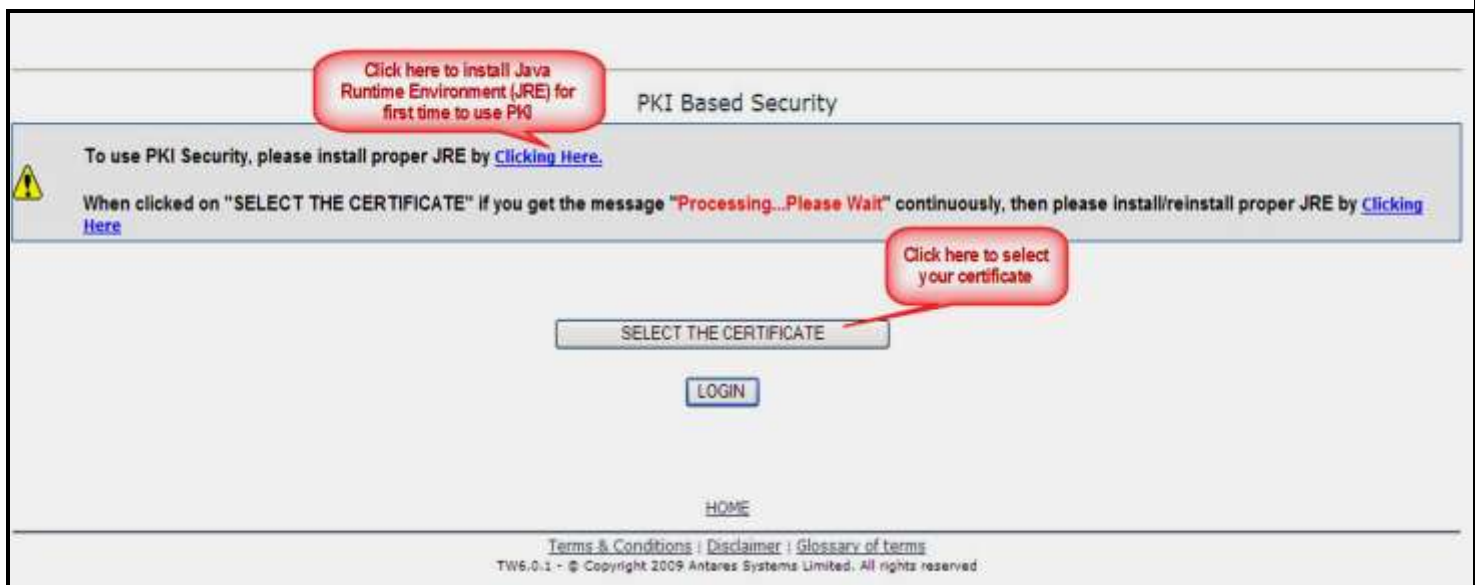 Click here to install Java
Runtime Environment (JRE) for
first time to use PKI
PKI Based Security
To use PKI Security, please install proper JRE by Clicking Here.
When clicked on "SELECT THE CERTIFICATE" if you get the message "Processing...Please Wait" continuously, then please install/reinstall proper JRE by Clicking
Here
Click here to select
your certificate
SELECT THE CERTIFICATE
LOGIN
HOME
Terms & Conditions | Disclaimer | Glossary of terms
TW6.0.1 - © Copyright 2009 Antares Systems Limited. All rights reserved